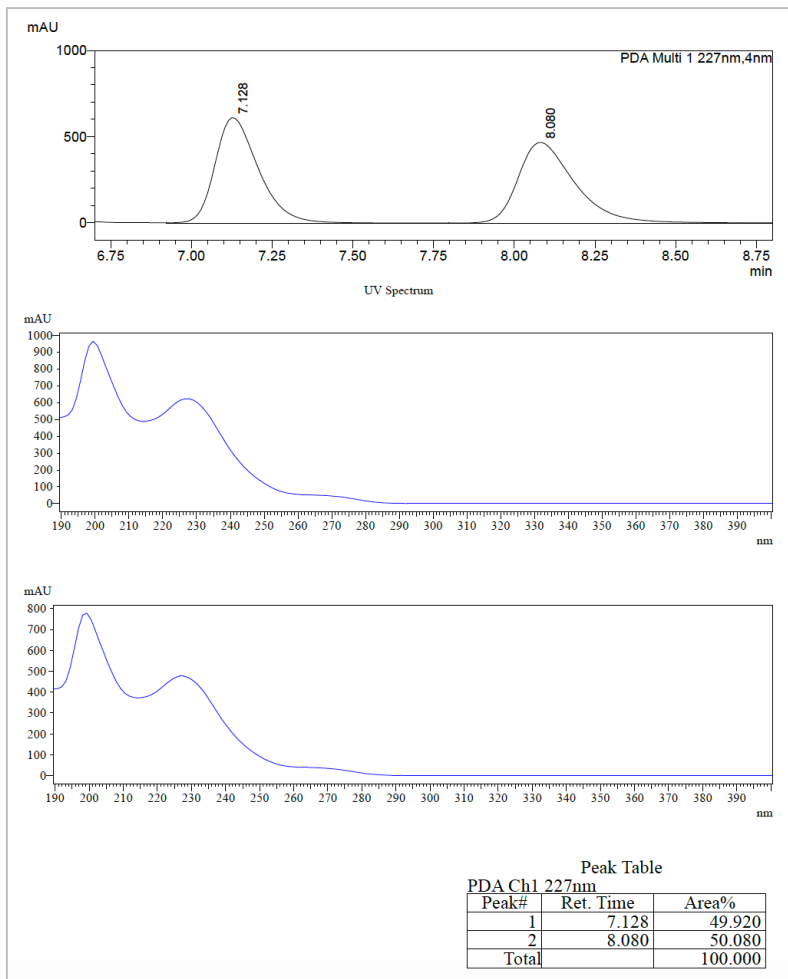 mAU
1000
PDA Multi 1 227nm,4nm
7.128
8.080
500
0
6.75 7.00 7.25 7.50 7.75 8.00 8.25 8.50 8.75
min
UV Spectrum
mAU
1000
900
800
700
600
500
400
300
200
100
0
190 200 210 220 230 240 250 260 270 280 290 300 310 320 330 340 350 360 370 380 390
nm
mAU
800
700
600
500
400
300
200
100
0
190 200 210 220 230 240 250 260 270 280 290 300 310 320 330 340 350 360 370 380 390
nm
Peak Table
PDA Ch1 227nm
Peak# Ret. Time Area%
1 7.128 49.920
2 8.080 50.080
Total 100.000